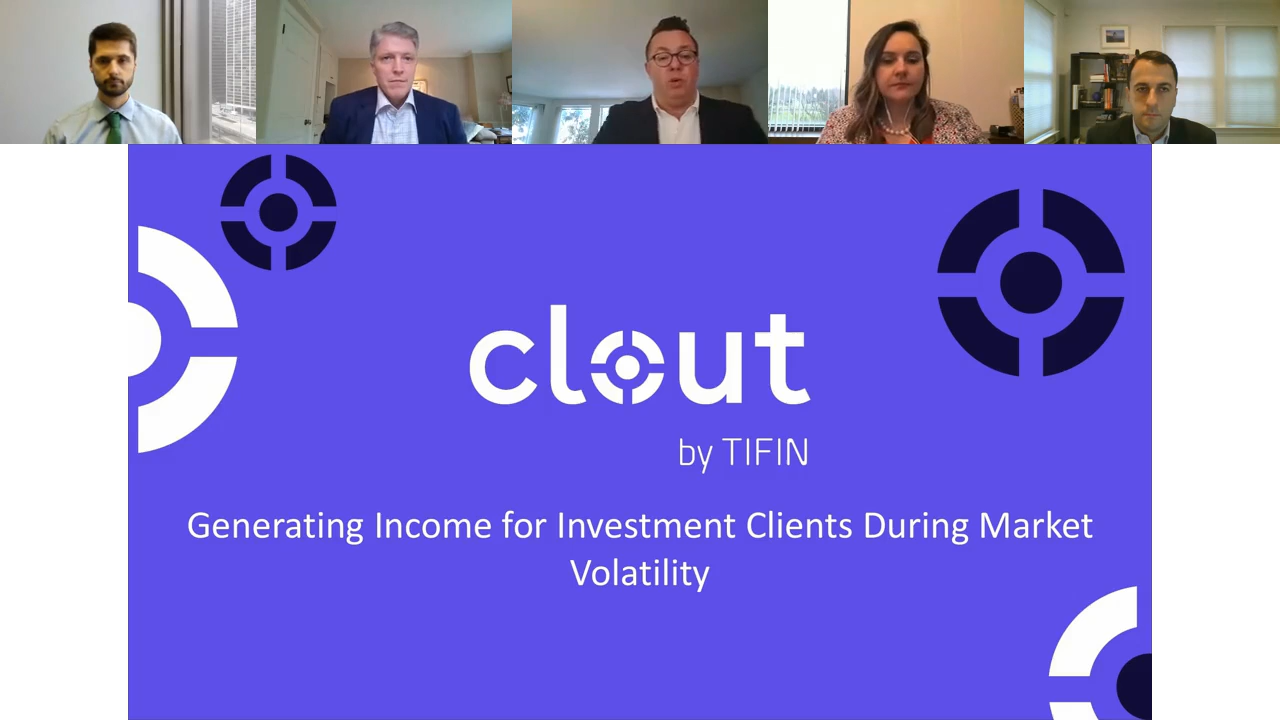 clout
by TIFIN
Generating Income for Investment Clients During Market
Volatility